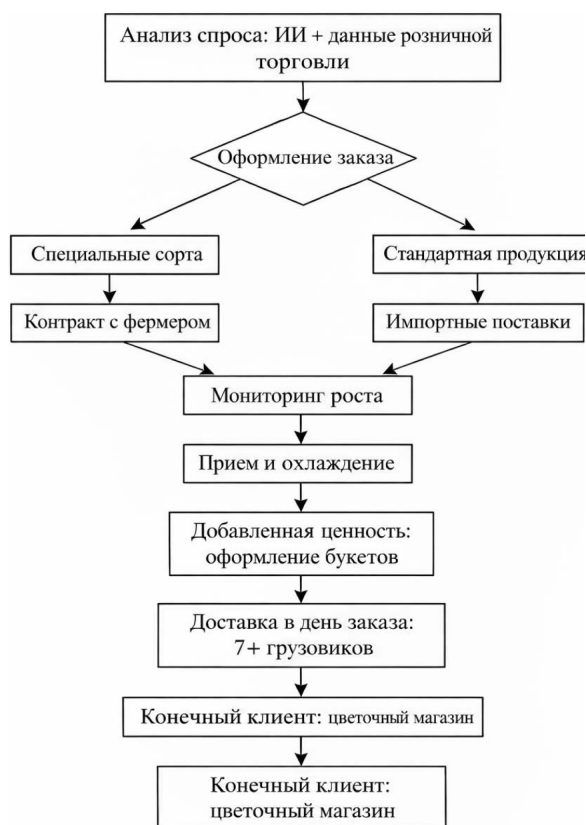 Анализ спроса: ИИ + данные розничной
торговли
Оформление заказа
Специальные сорта
Стандартная продукция
Контракт с фермером
Импортные поставки
Мониторинг роста
Прием и охлаждение
Добавленная ценность:
оформление букетов
Доставка в день заказа:
7+ грузовиков
Конечный клиент: цветочный магазин
Конечный клиент:
цветочный магазин